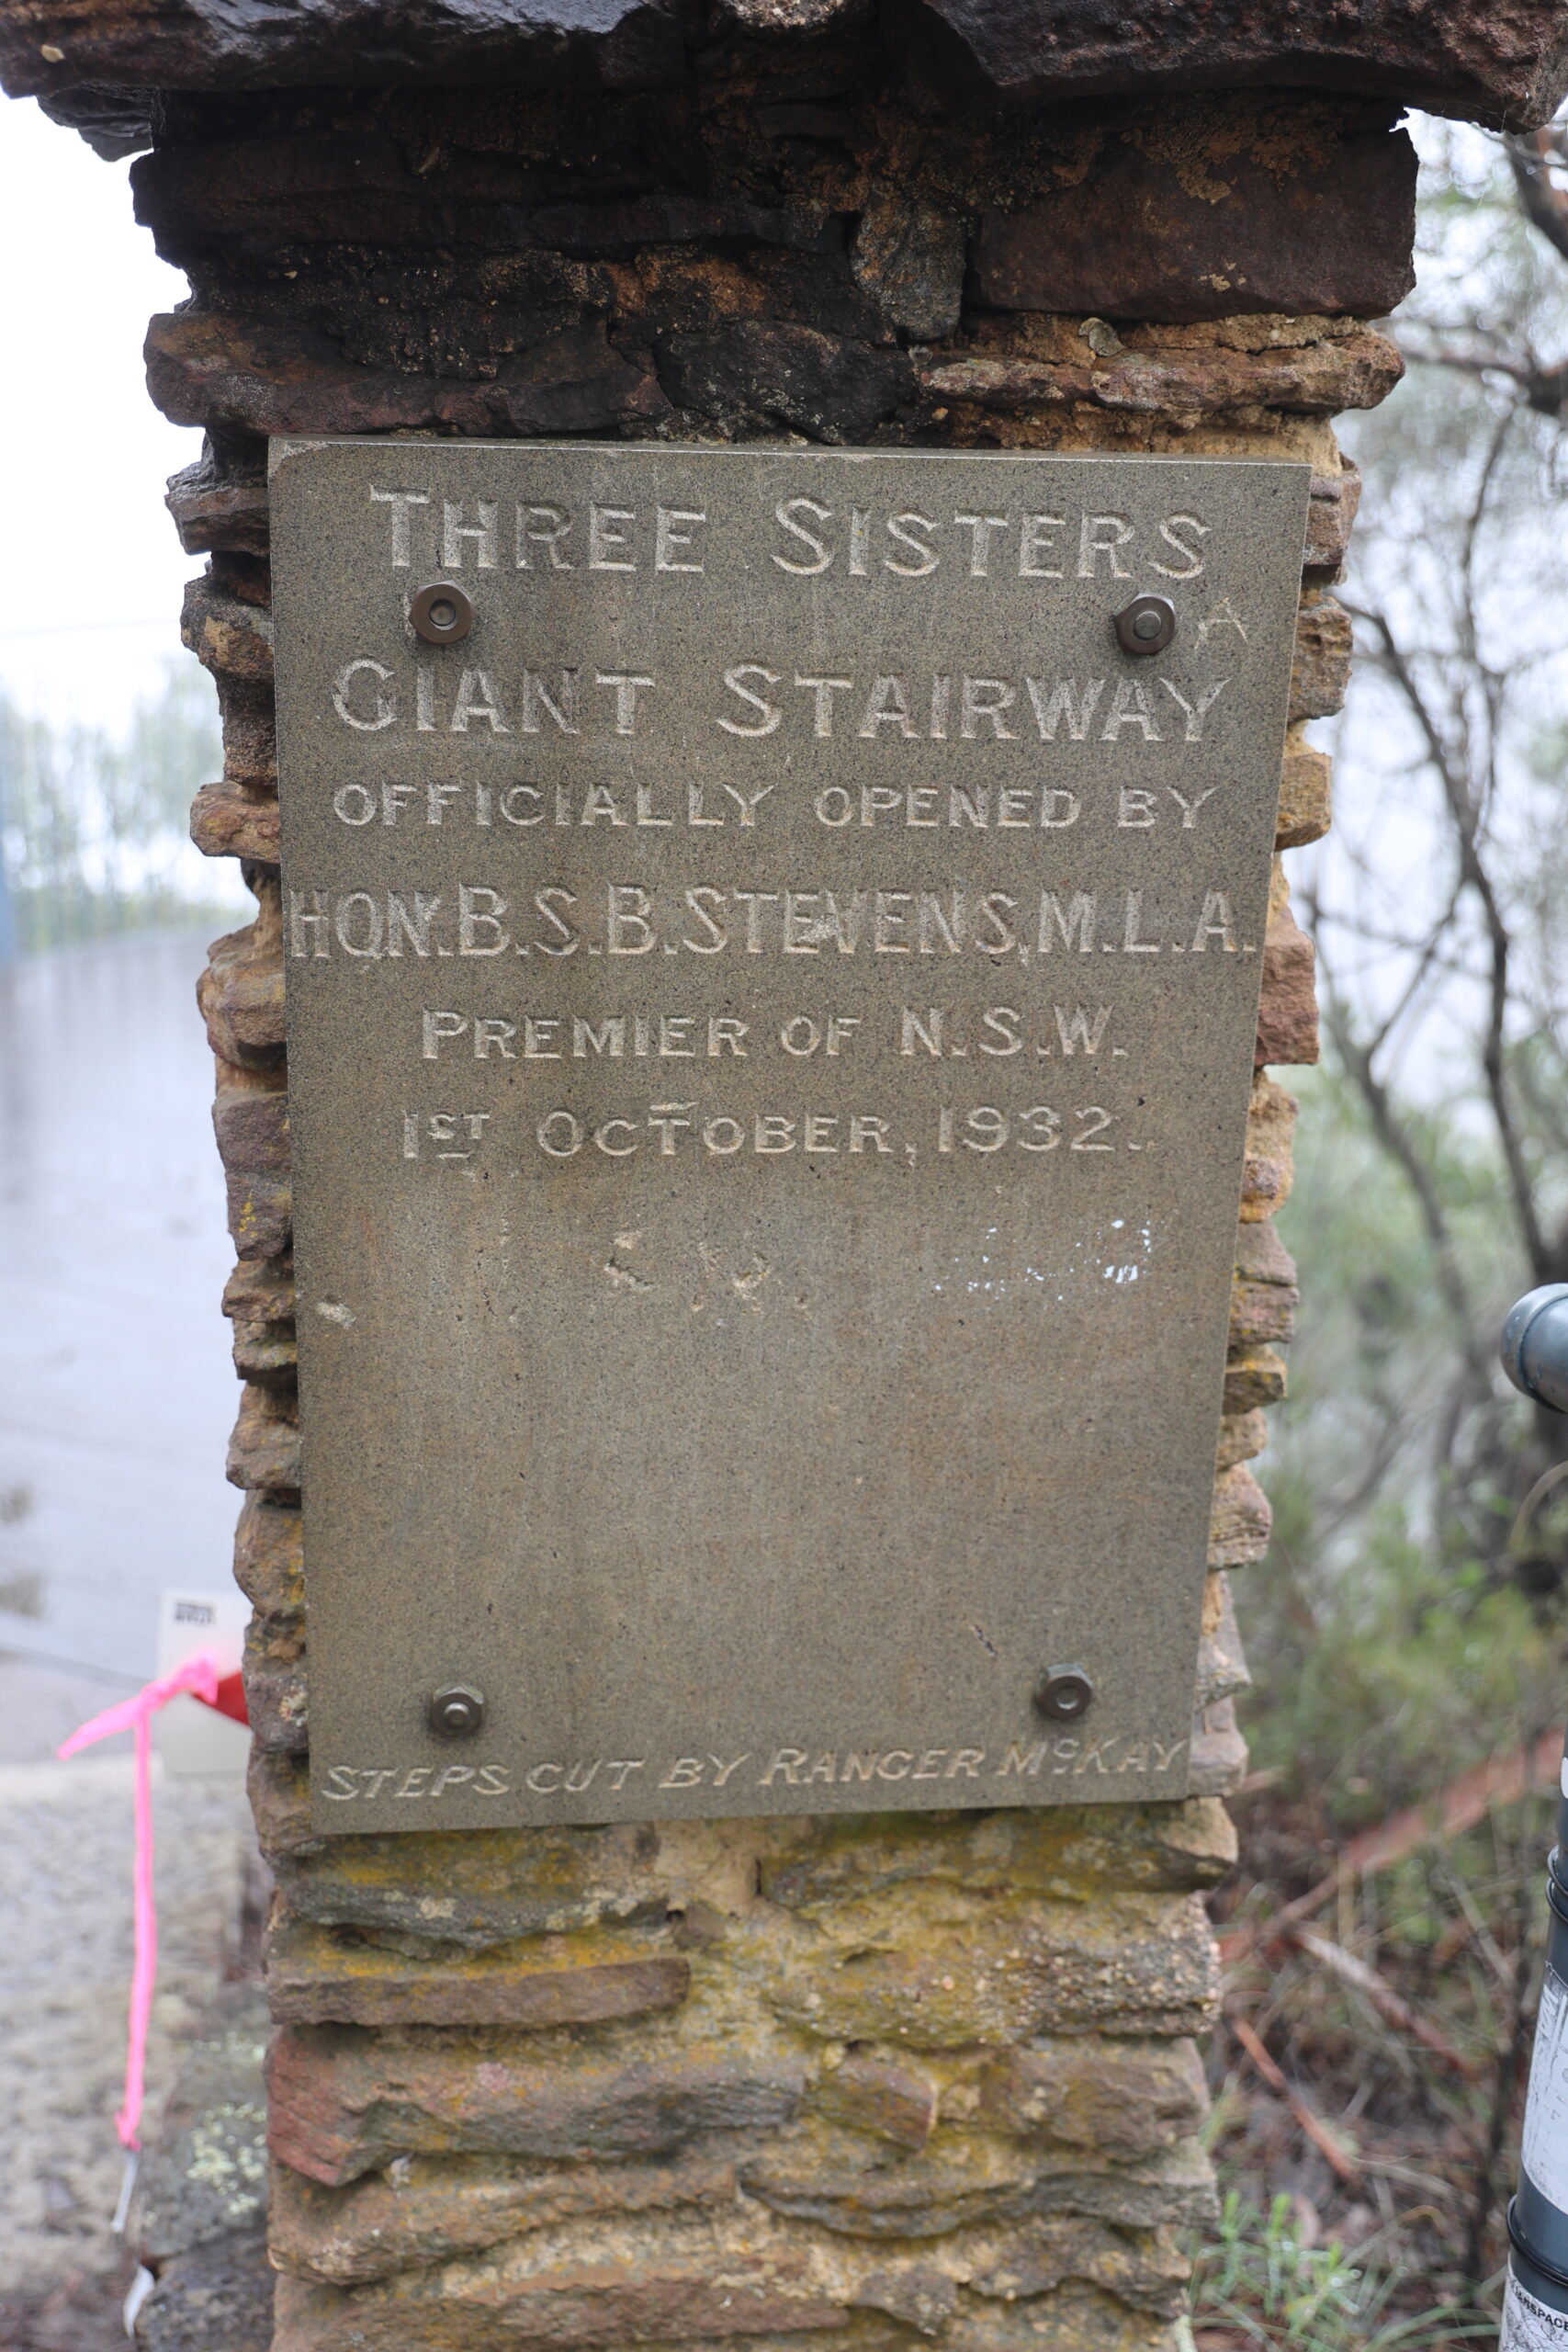 THREE SISTERS
GIANT STAIRWAY
OFFICIALLY OPENED BY
HON. B.S.B. STEVENS, M.L.A.
PREMIER OF N.S.W.
1ST OCTOBER, 1932.
STEPS CUT BY RANGER McKAY